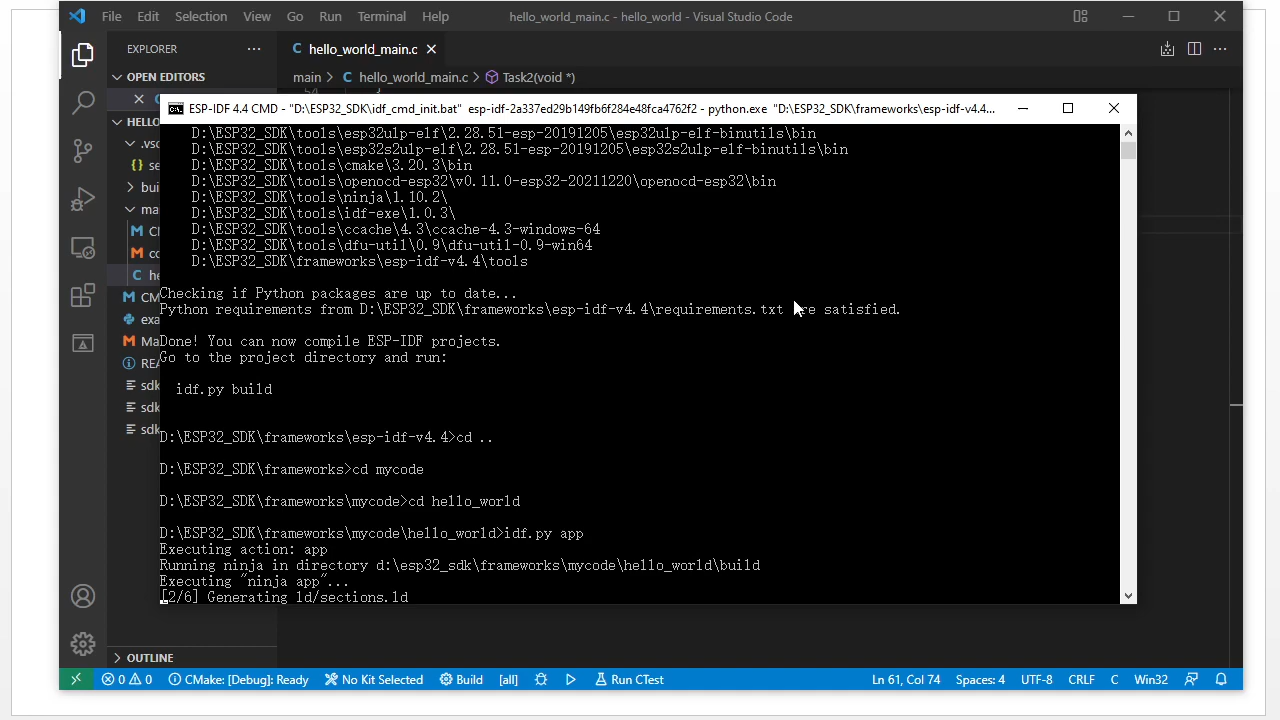 File Edit Selection View Go Run Terminal Help hello_world_main.c - hello_world - Visual Studio Code
EXPLORER
hello_world_main.c
OPEN EDITORS
main > C hello_world_main.c > Task2(void *)
ESP-IDF 4.4 CMD - "D:\ESP32_SDK\idf_cmd_init.bat" esp-idf-2a337ed29b149fb6f284e48fca4762f2 - python.exe "D:\ESP32_SDK\frameworks\esp-idf-v4.4...
HELLO
D:\ESP32_SDK\tools\esp32ulp-elf\2.28.51-esp-20191205\esp32ulp-elf-binutils\bin
D:\ESP32_SDK\tools\esp32s2ulp-elf\2.28.51-esp-20191205\esp32s2ulp-elf-binutils\bin
D:\ESP32_SDK\tools\cmake\3.20.3\bin
D:\ESP32_SDK\tools\openocd-esp32\v0.11.0-esp32-20211220\openocd-esp32\bin
D:\ESP32_SDK\tools\ninja\1.10.2\
D:\ESP32_SDK\tools\idf-exe\1.0.3\
D:\ESP32_SDK\tools\ccache\4.3\ccache-4.3-windows-64
D:\ESP32_SDK\tools\dfu-util\0.9\dfu-util-0.9-win64
D:\ESP32_SDK\frameworks\esp-idf-v4.4\tools
Checking if Python packages are up to date...
Python requirements from D:\ESP32_SDK\frameworks\esp-idf-v4.4\requirements.txt are satisfied.
Done! You can now compile ESP-IDF projects.
Go to the project directory and run:
idf.py build
D:\ESP32_SDK\frameworks\esp-idf-v4.4>cd ..
D:\ESP32_SDK\frameworks>cd mycode
D:\ESP32_SDK\frameworks\mycode>cd hello_world
D:\ESP32_SDK\frameworks\mycode\hello_world>idf.py app
Executing action: app
Running ninja in directory d:\esp32_sdk\frameworks\mycode\hello_world\build
Executing "ninja app"...
[2/6] Generating ld/sections.ld
OUTLINE
0 0 CMake: [Debug]: Ready No Kit Selected Build [all] Run CTest Ln 61, Col 74 Spaces: 4 UTF-8 CRLF C Win32